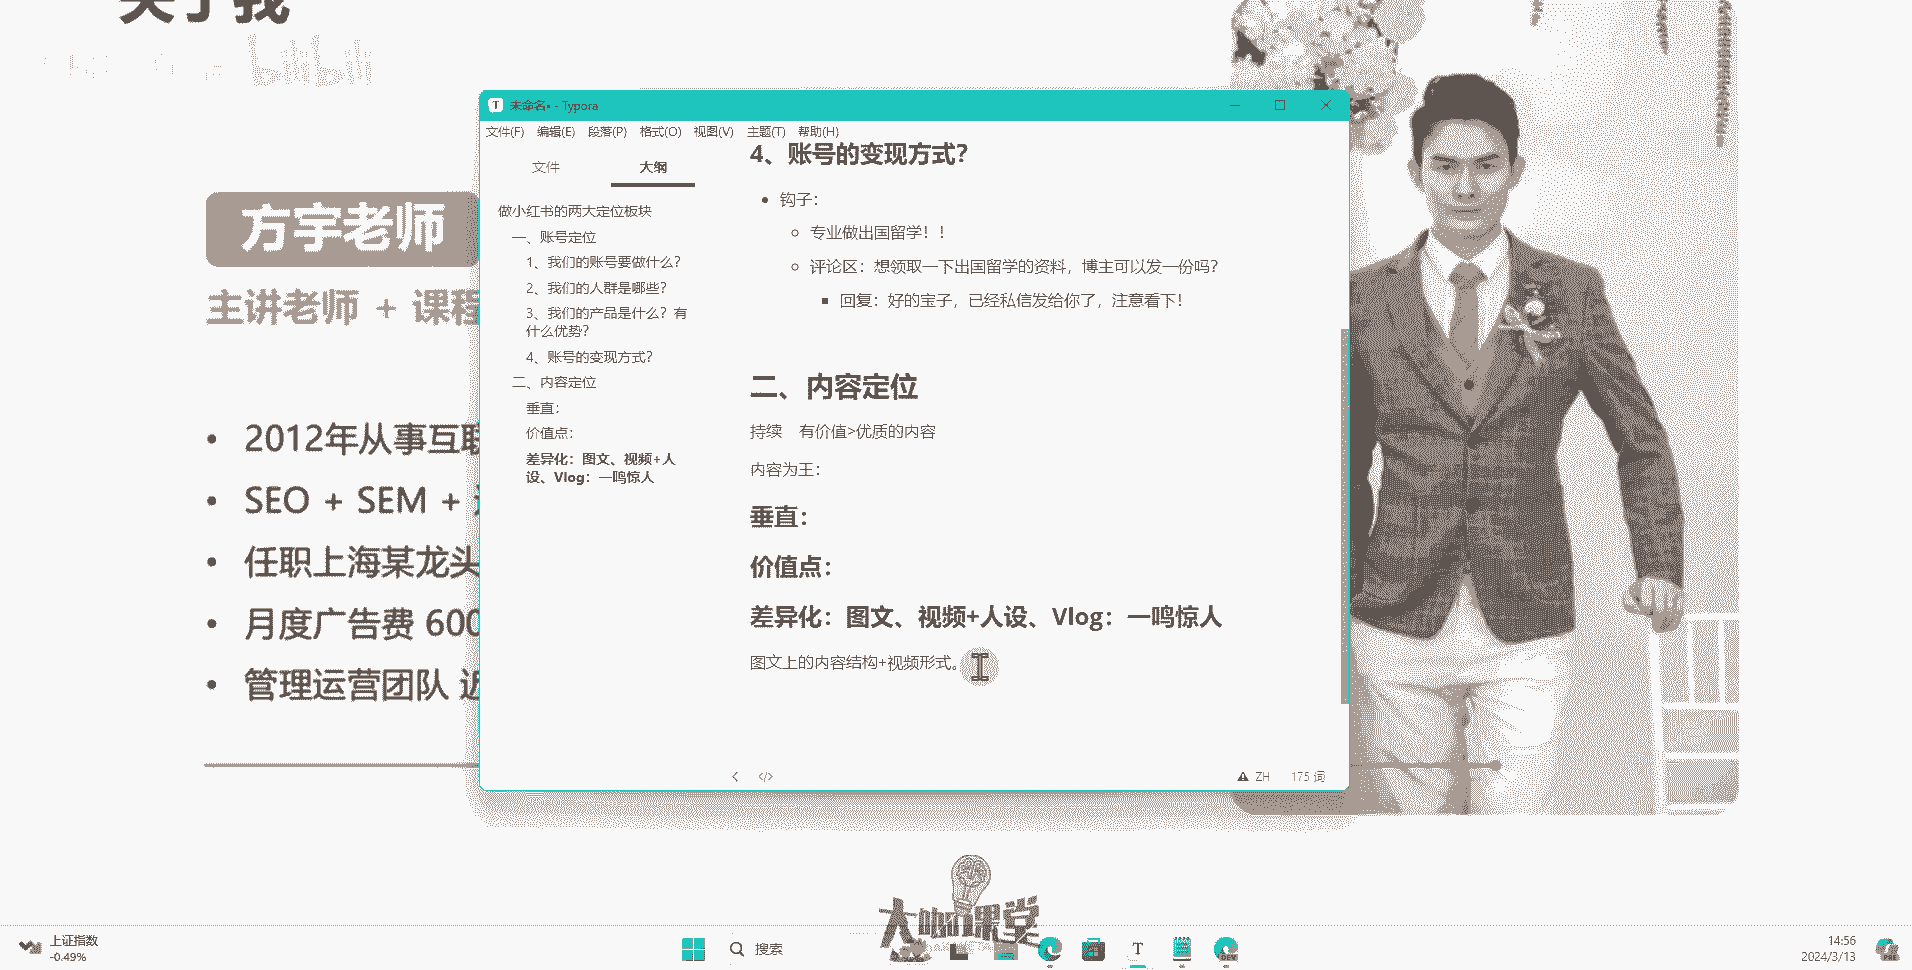 关于我
bilibili
方宇老师
主讲老师 + 课程
2012年从事互联
SEO + SEM +
任职上海某龙头
月度广告费 600
管理运营团队 近
未命名• - Typora
文件(F) 编辑(E) 段落(P) 格式(O) 视图(V) 主题(T) 帮助(H)
文件 大纲
做小红书的两大定位板块
一、账号定位
1、我们的账号要做什么？
2、我们的人群是哪些？
3、我们的产品是什么？有
什么优势？
4、账号的变现方式？
二、内容定位
垂直：
价值点：
差异化：图文、视频+人
设、Vlog：一鸣惊人
4、账号的变现方式？
钩子：
专业做出国留学！！
评论区：想领取一下出国留学的资料，博主可以发一份吗？
回复：好的宝子，已经私信发给你了，注意看下！
二、内容定位
持续 有价值>优质的内容
内容为王：
垂直：
价值点：
差异化：图文、视频+人设、Vlog：一鸣惊人
图文上的内容结构+视频形式。
ZH 175 词
大咖课堂
上证指数
-0.49%
搜索
T
DEV
14:56
2024/3/13
PRE